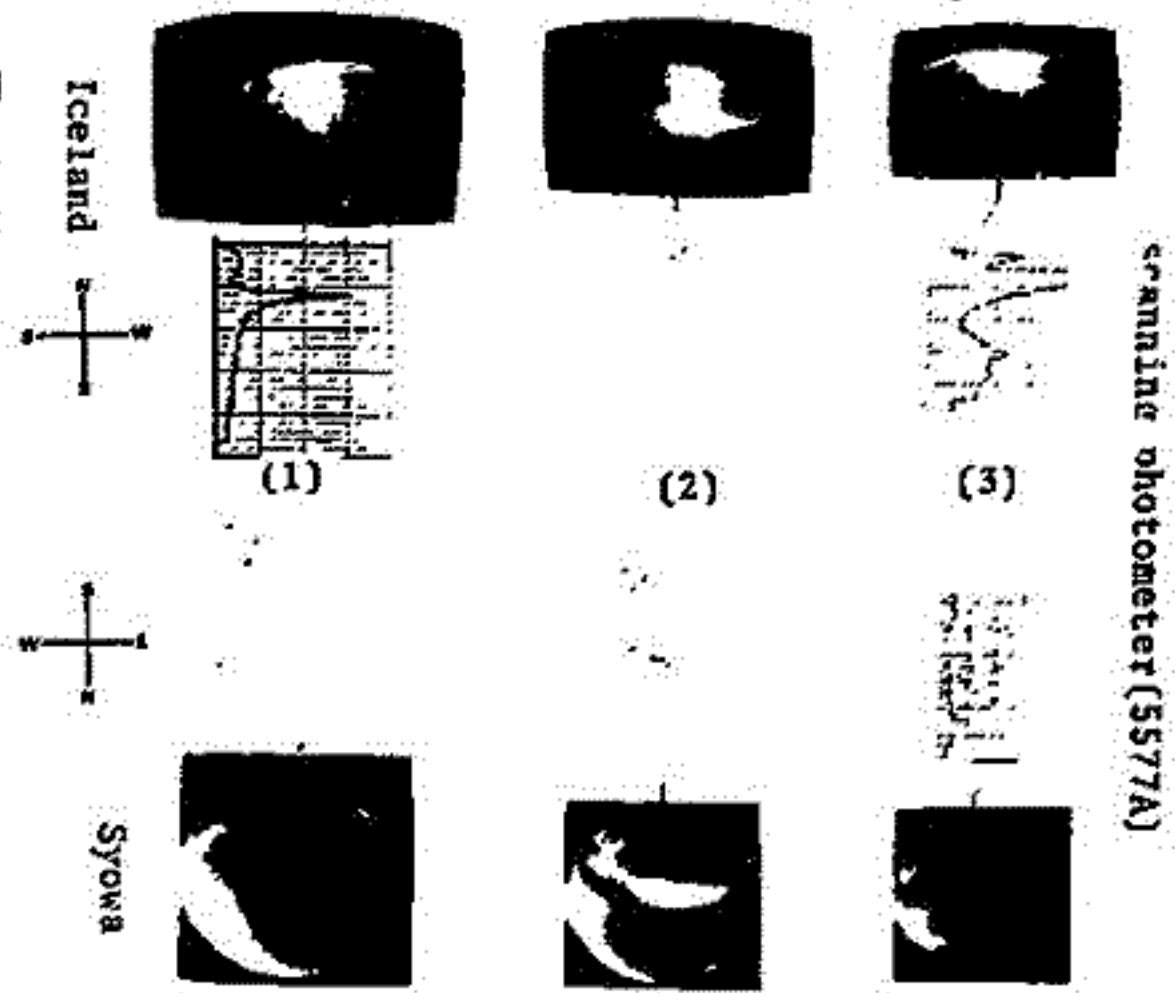 Iceland
W
(1)
(2)
(3)
scanning photometer(5577A)
W
Syowa